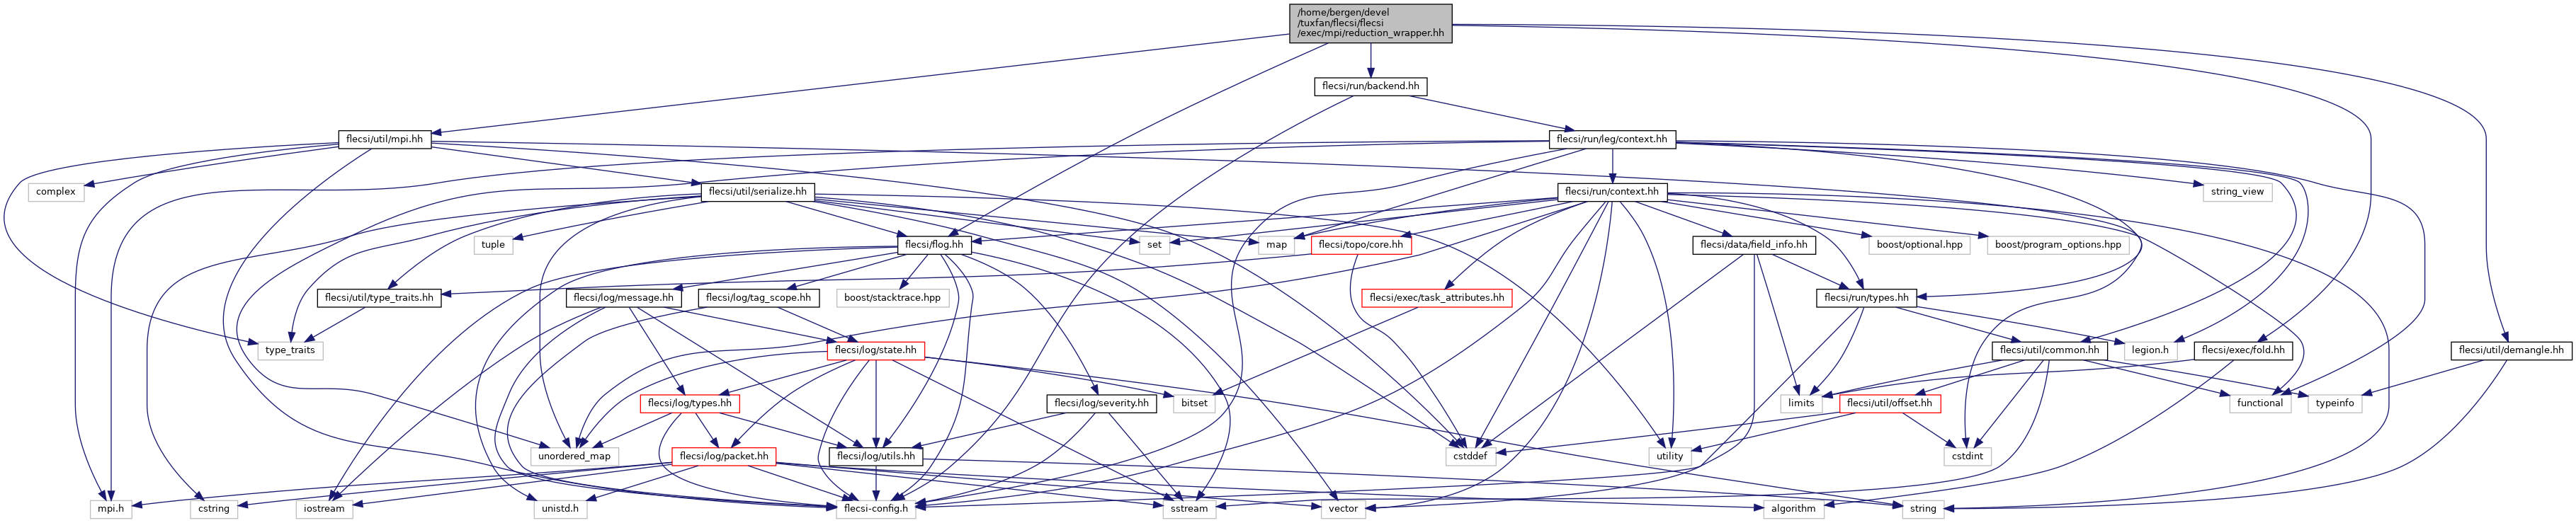 /home/bergen/devel
/tuxfan/flecsi/flecsi
/exec/mpi/reduction_wrapper.hh
flecsi/run/backend.hh
flecsi/util/mpi.hh
flecsi/run/leg/context.hh
complex
flecsi/util/serialize.hh
flecsi/run/context.hh
string_view
tuple
flecsi/flog.hh
set
map
flecsi/topo/core.hh
flecsi/data/field_info.hh
boost/optional.hpp
boost/program_options.hpp
flecsi/util/type_traits.hh
flecsi/log/message.hh
flecsi/log/tag_scope.hh
boost/stacktrace.hpp
flecsi/exec/task_attributes.hh
flecsi/run/types.hh
type_traits
flecsi/log/state.hh
flecsi/util/common.hh
legion.h
flecsi/exec/fold.hh
flecsi/util/demangle.hh
flecsi/log/types.hh
flecsi/log/severity.hh
bitset
limits
flecsi/util/offset.hh
functional
typeinfo
unordered_map
flecsi/log/packet.hh
flecsi/log/utils.hh
cstddef
utility
cstdint
mpi.h
cstring
iostream
unistd.h
flecsi-config.h
sstream
vector
algorithm
string